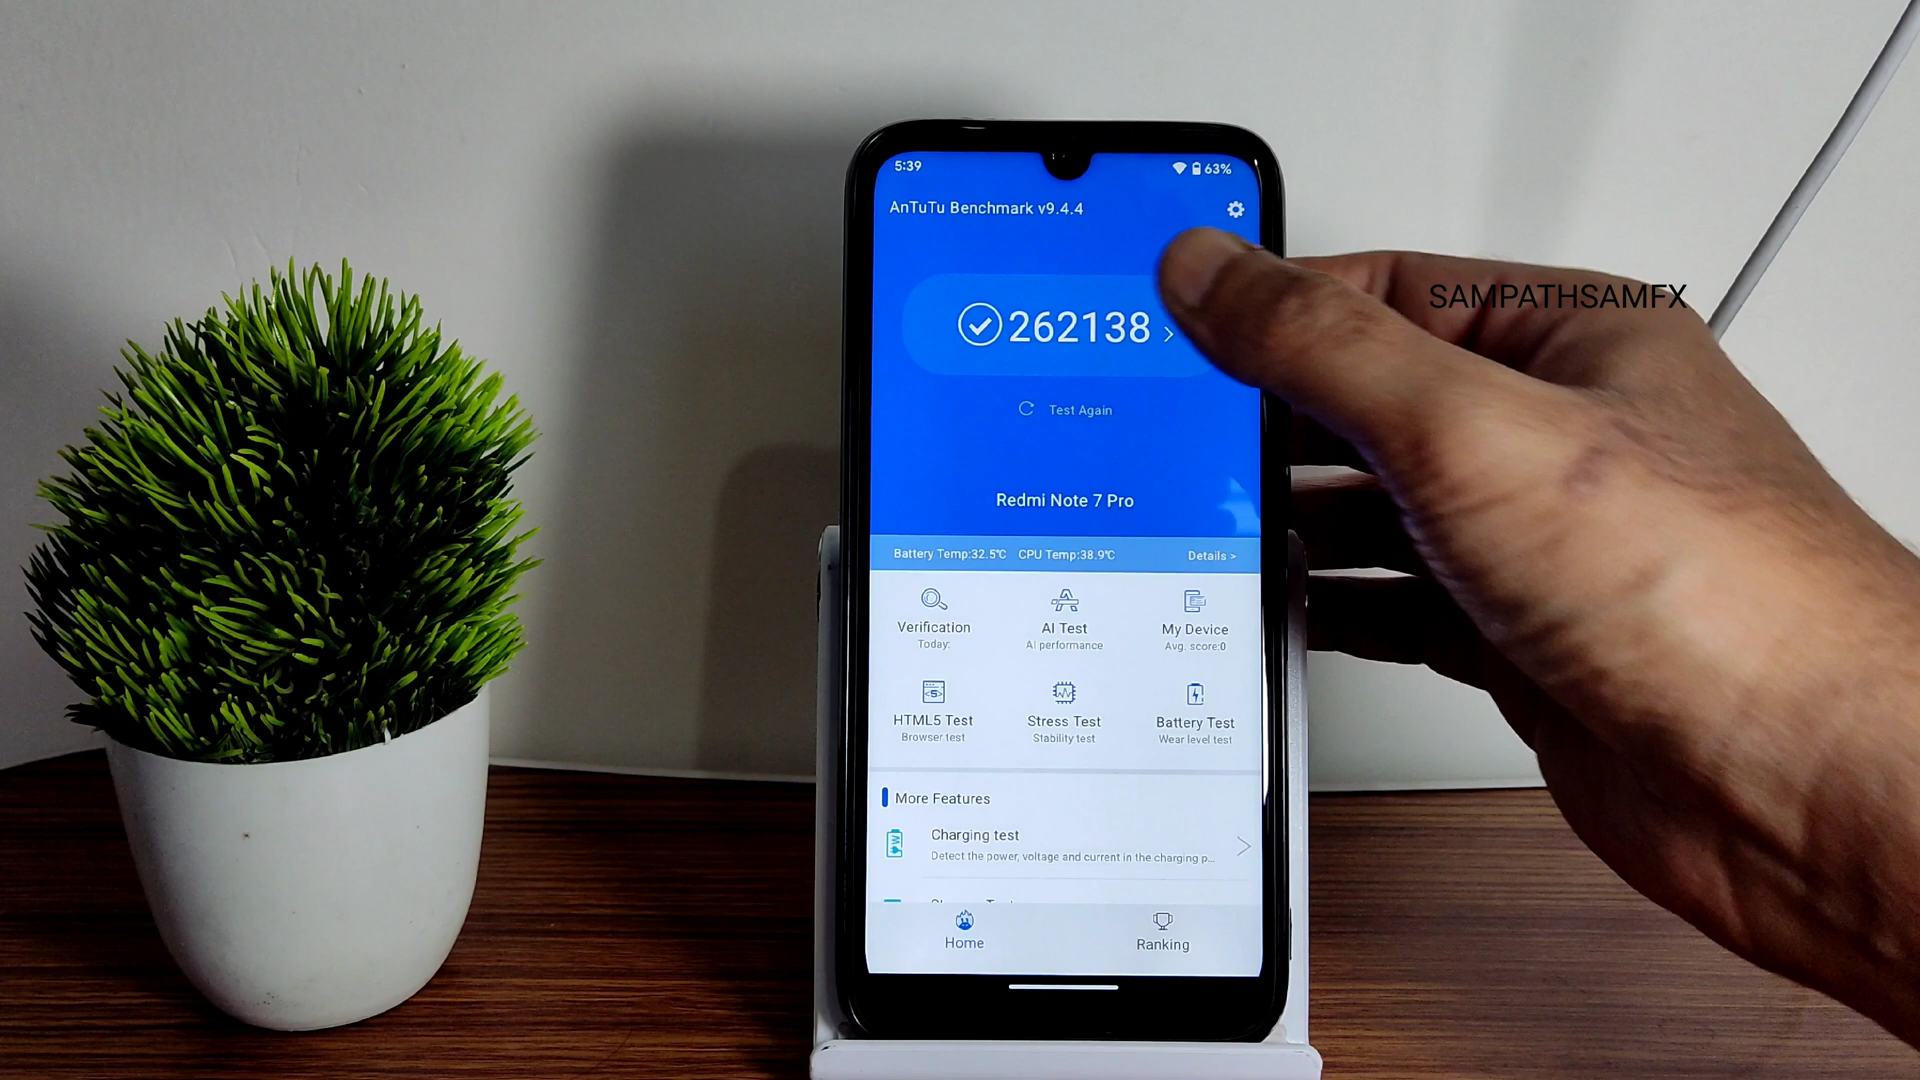 5:39
63%
AnTuTu Benchmark v9.4.4
SAMPATHSAMFX
262138
Test Again
Redmi Note 7 Pro
Battery Temp:32.5℃ CPU Temp:38.9℃ Details >
Verification
Today:
AI Test
AI performance
My Device
Avg. score:0
HTML5 Test
Browser test
Stress Test
Stability test
Battery Test
Wear level test
More Features
Charging test
Detect the power, voltage and current in the charging p...
Home
Ranking